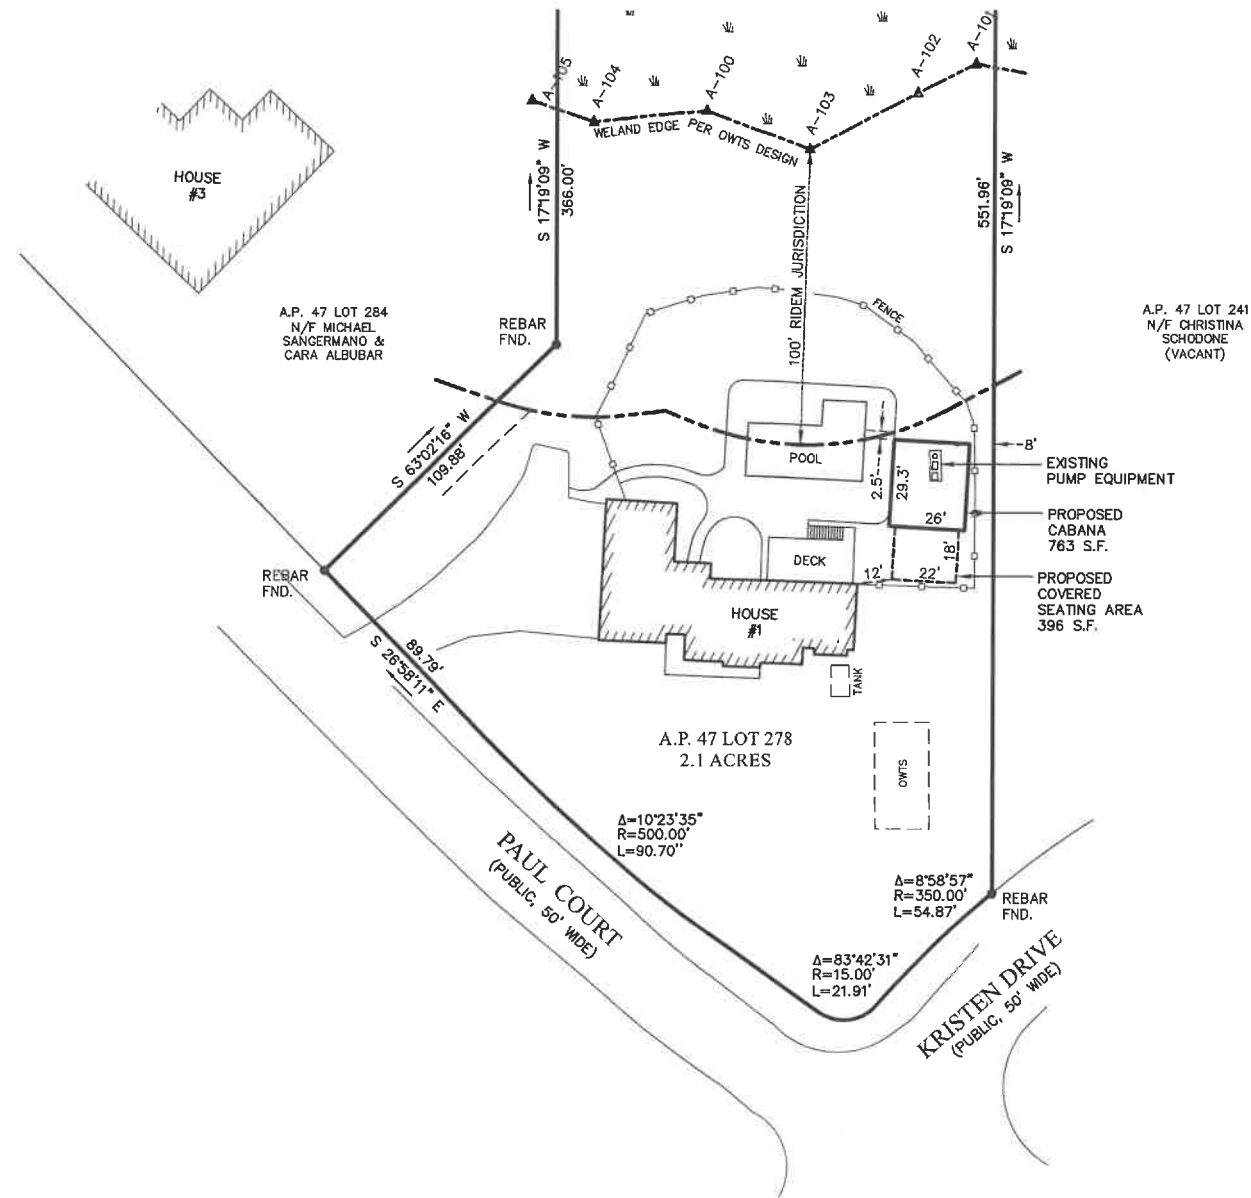 A-105
A-104
A-100
A-103
A-102
A-101
WELAND EDGE PER OWTS DESIGN
HOUSE
#3
S 17°19'09" W
366.00'
551.96'
S 17°19'09" W
100' RIDEM JURISDICTION
FENCE
A.P. 47 LOT 284
N/F MICHAEL
SANGERMANO &
CARA ALBUBAR
REBAR
FND.
A.P. 47 LOT 241
N/F CHRISTINA
SCHODONE
(VACANT)
S 63°02'16" W
109.88'
POOL
2.5'
29.3'
26'
8'
EXISTING
PUMP EQUIPMENT
PROPOSED
CABANA
763 S.F.
DECK
12'
22'
18'
PROPOSED
COVERED
SEATING AREA
396 S.F.
REBAR
FND.
HOUSE
#1
TANK
89.79'
S 26°58'11" E
A.P. 47 LOT 278
2.1 ACRES
OWTS
Δ=10°23'35"
R=500.00'
L=90.70"
PAUL COURT
(PUBLIC, 50' WIDE)
Δ=8°58'57"
R=350.00'
L=54.87'
REBAR
FND.
Δ=83°42'31"
R=15.00'
L=21.91'
KRISTEN DRIVE
(PUBLIC, 50' WIDE)